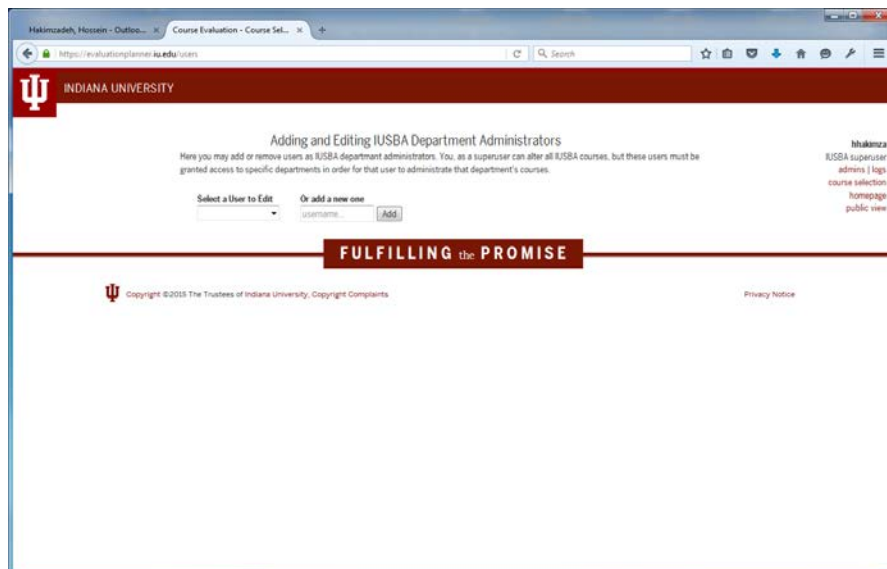 Hakimzadeh, Hossein - Outloo...
Course Evaluation - Course Sel...
https://evaluationplanner.iu.edu/users
Search
INDIANA UNIVERSITY
Adding and Editing IUSBA Department Administrators
Here you may add or remove users as IUSBA departmant administrators. You, as a superuser can alter all IUSBA courses, but these users must be
granted access to specific departments in order for that user to administrate that department's courses.
Select a User to Edit
Or add a new one
username...
Add
hhakimza
IUSBA superuser
admins | logs
course selection
homepage
public view
FULFILLING the PROMISE
Copyright ©2015 The Trustees of Indiana University, Copyright Complaints
Privacy Notice